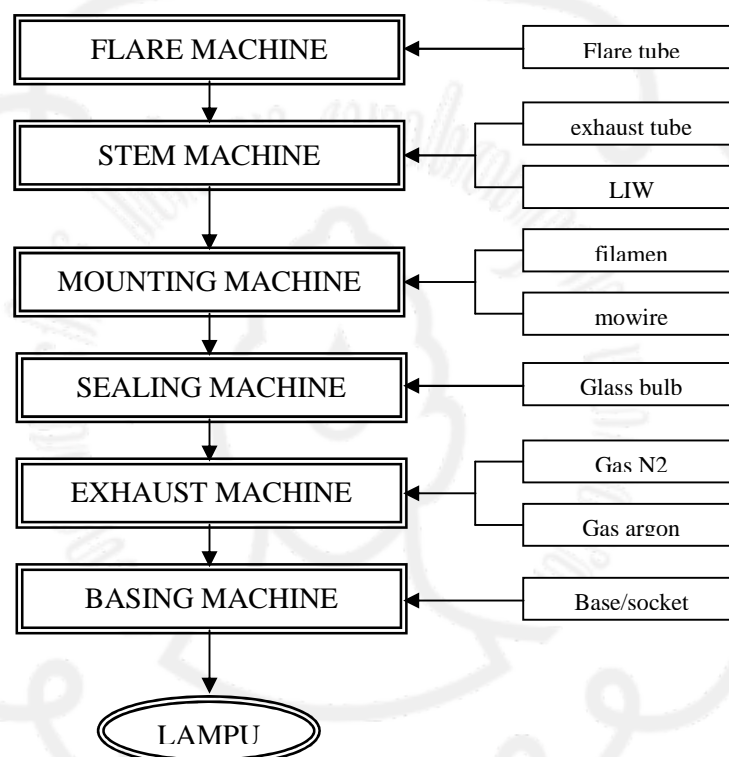 FLARE MACHINE
Flare tube
STEM MACHINE
exhaust tube
LIW
MOUNTING MACHINE
filamen
mowire
SEALING MACHINE
Glass bulb
EXHAUST MACHINE
Gas N2
Gas argon
BASING MACHINE
Base/socket
LAMPU